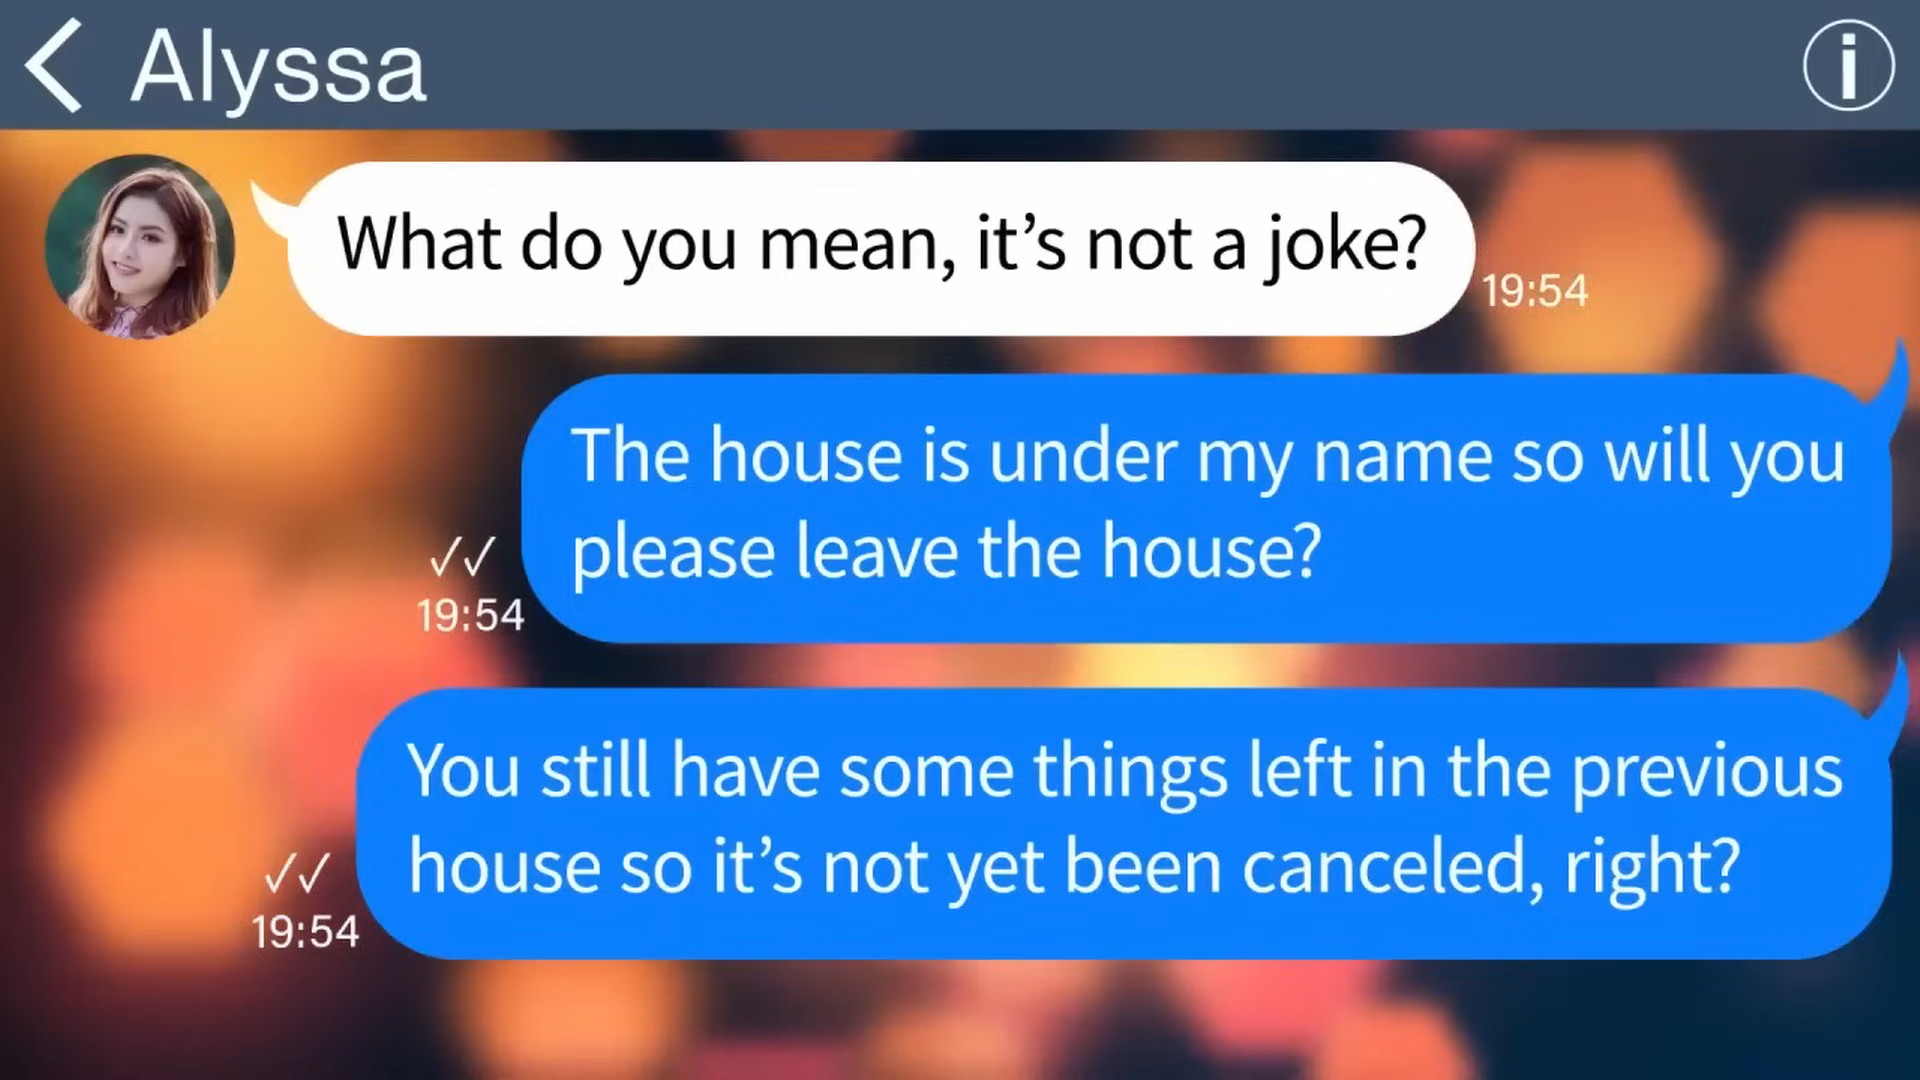 Alyssa
What do you mean, it’s not a joke?
19:54
The house is under my name so will you
please leave the house?
19:54
You still have some things left in the previous
house so it’s not yet been canceled, right?
19:54